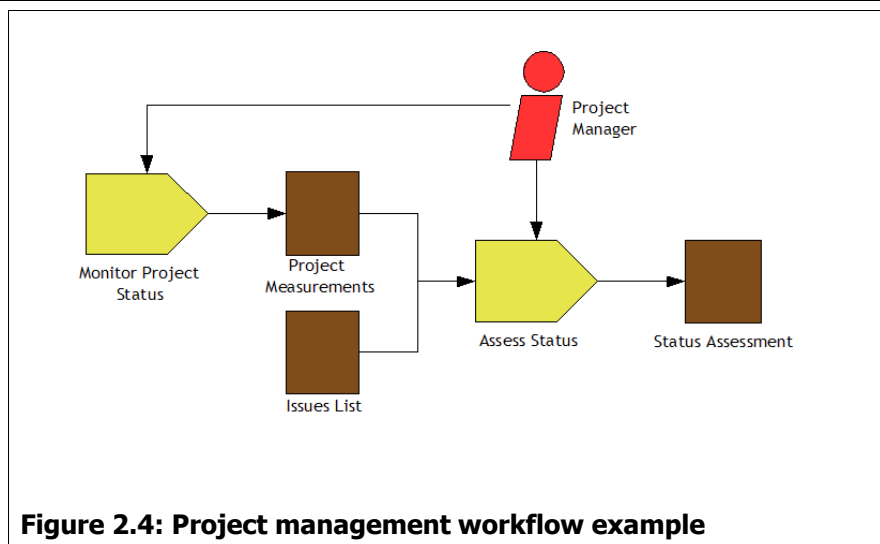 Project
Manager
Monitor Project
Status
Project
Measurements
Issues List
Assess Status
Status Assessment
Figure 2.4: Project management workflow example